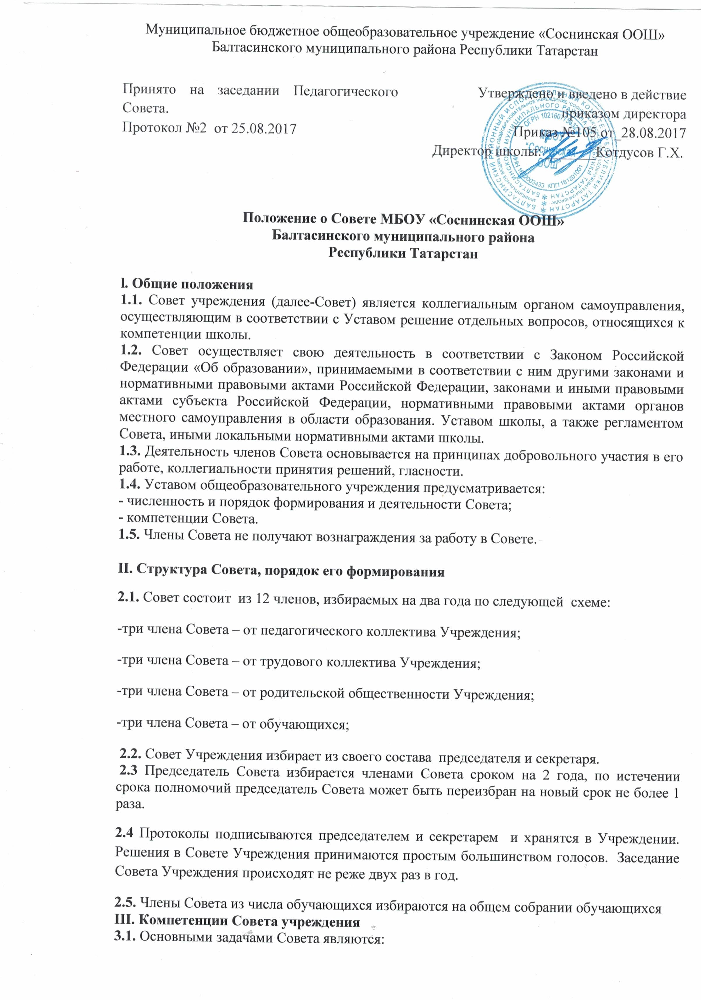 Муниципальное бюджетное общеобразовательное учреждение «Соснинская ООШ»
Балтасинского муниципального района Республики Татарстан
Принято на заседании Педагогического
Совета.
Протокол №2 от 25.08.2017
Утверждено и введено в действие
приказом директора
Приказ №105 от_28.08.2017
Директор школы: Котдусов Г.Х.
МБОУ
"Соснинская
ООШ"
КПП 161201001
Положение о Совете МБОУ «Соснинская ООШ»
Балтасинского муниципального района
Республики Татарстан
l. Общие положения
1.1. Совет учреждения (далее-Совет) является коллегиальным органом самоуправления,
осуществляющим в соответствии с Уставом решение отдельных вопросов, относящихся к
компетенции школы.
1.2. Совет осуществляет свою деятельность в соответствии с Законом Российской
Федерации «Об образовании», принимаемыми в соответствии с ним другими законами и
нормативными правовыми актами Российской Федерации, законами и иными правовыми
актами субъекта Российской Федерации, нормативными правовыми актами органов
местного самоуправления в области образования. Уставом школы, а также регламентом
Совета, иными локальными нормативными актами школы.
1.3. Деятельность членов Совета основывается на принципах добровольного участия в его
работе, коллегиальности принятия решений, гласности.
1.4. Уставом общеобразовательного учреждения предусматривается:
- численность и порядок формирования и деятельности Совета;
- компетенции Совета.
1.5. Члены Совета не получают вознаграждения за работу в Совете.
II. Структура Совета, порядок его формирования
2.1. Совет состоит из 12 членов, избираемых на два года по следующей схеме:
-три члена Совета – от педагогического коллектива Учреждения;
-три члена Совета – от трудового коллектива Учреждения;
-три члена Совета – от родительской общественности Учреждения;
-три члена Совета – от обучающихся;
2.2. Совет Учреждения избирает из своего состава председателя и секретаря.
2.3 Председатель Совета избирается членами Совета сроком на 2 года, по истечении
срока полномочий председатель Совета может быть переизбран на новый срок не более 1
раза.
2.4 Протоколы подписываются председателем и секретарем и хранятся в Учреждении.
Решения в Совете Учреждения принимаются простым большинством голосов. Заседание
Совета Учреждения происходят не реже двух раз в год.
2.5. Члены Совета из числа обучающихся избираются на общем собрании обучающихся
III. Компетенции Совета учреждения
3.1. Основными задачами Совета являются: